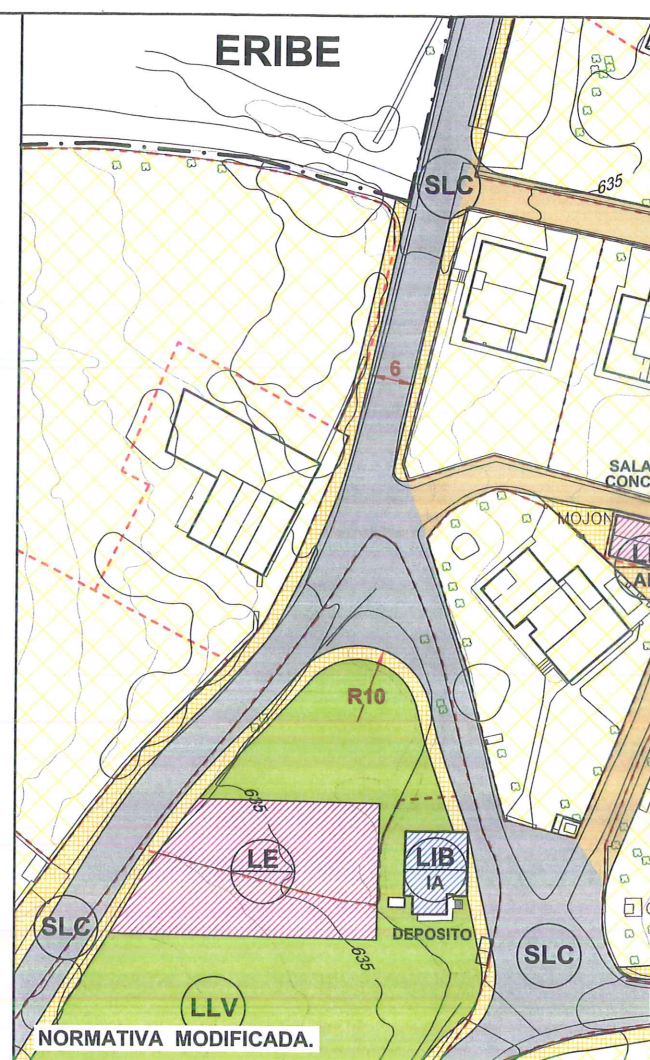 ERIBE
SLC
635
6
SALA
CONC
MOJON
R10
635
LE
LIB
IA
DEPOSITO
635
SLC
SLC
LLV
NORMATIVA MODIFICADA.